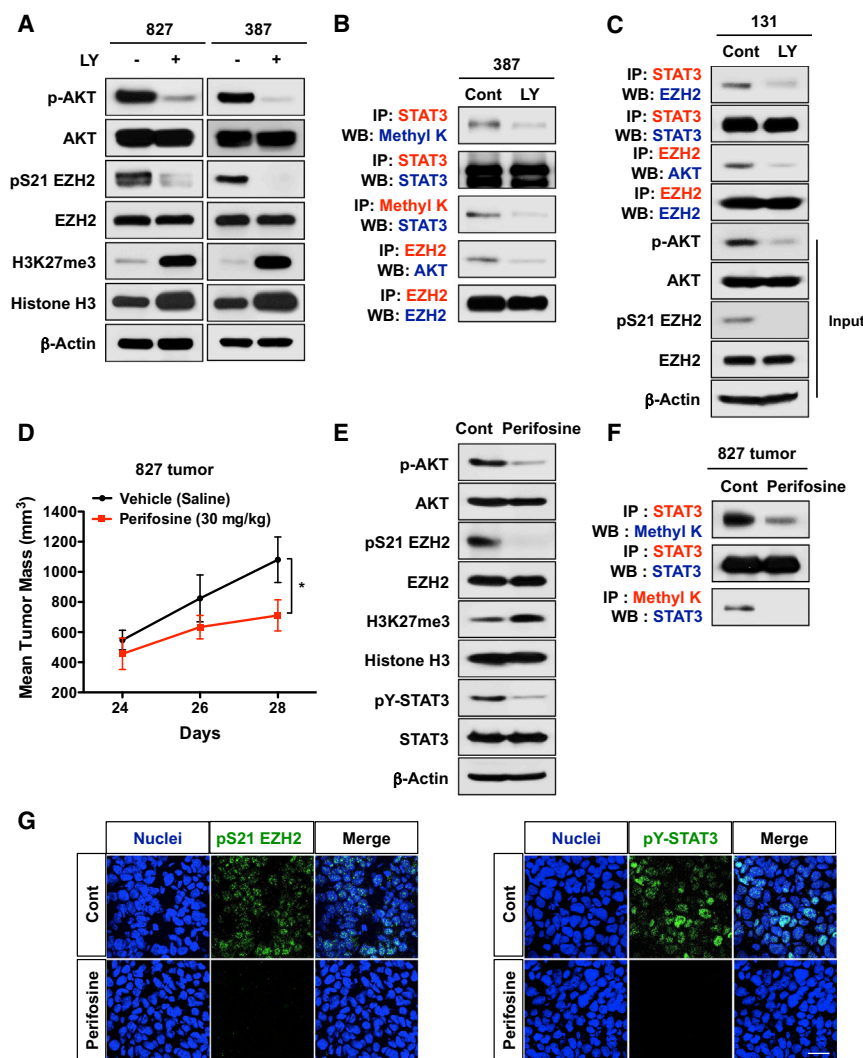 A
827 387
LY - + - +
p-AKT
AKT
pS21 EZH2
EZH2
H3K27me3
Histone H3
β-Actin
B
387
Cont LY
IP: STAT3
WB: Methyl K
IP: STAT3
WB: STAT3
IP: Methyl K
WB: STAT3
IP: EZH2
WB: AKT
IP: EZH2
WB: EZH2
C
131
Cont LY
IP: STAT3
WB: EZH2
IP: STAT3
WB: STAT3
IP: EZH2
WB: AKT
IP: EZH2
WB: EZH2
p-AKT
AKT
pS21 EZH2
EZH2
β-Actin
Input
D
827 tumor
Vehicle (Saline)
Perifosine (30 mg/kg)
Mean Tumor Mass (mm³)
1400
1200
1000
800
600
400
200
*
24 26 28
Days
E
Cont Perifosine
p-AKT
AKT
pS21 EZH2
EZH2
H3K27me3
Histone H3
pY-STAT3
STAT3
β-Actin
F
827 tumor
Cont Perifosine
IP : STAT3
WB : Methyl K
IP : STAT3
WB : STAT3
IP : Methyl K
WB : STAT3
G
Nuclei pS21 EZH2 Merge
Cont
Perifosine
Nuclei pY-STAT3 Merge
Cont
Perifosine